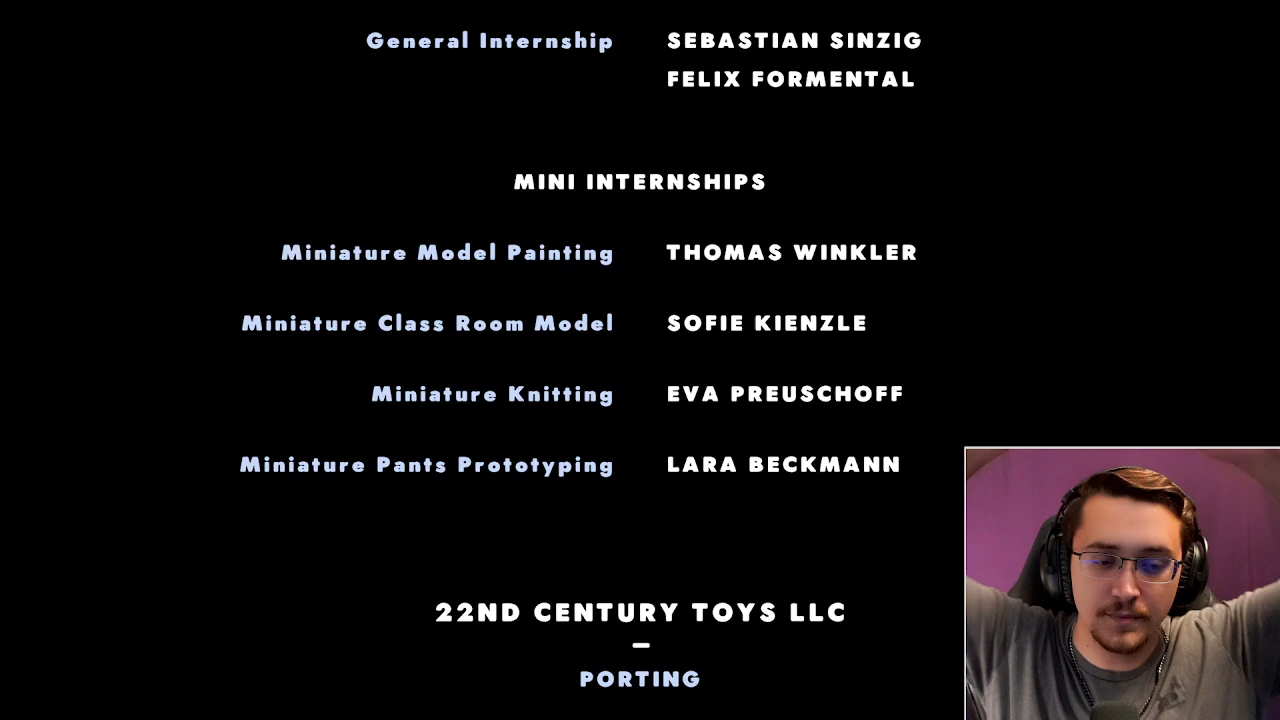 General Internship SEBASTIAN SINZIG
FELIX FORMENTAL
MINI INTERNSHIPS
Miniature Model Painting THOMAS WINKLER
Miniature Class Room Model SOFIE KIENZLE
Miniature Knitting EVA PREUSCHOFF
Miniature Pants Prototyping LARA BECKMANN
22ND CENTURY TOYS LLC
—
PORTING